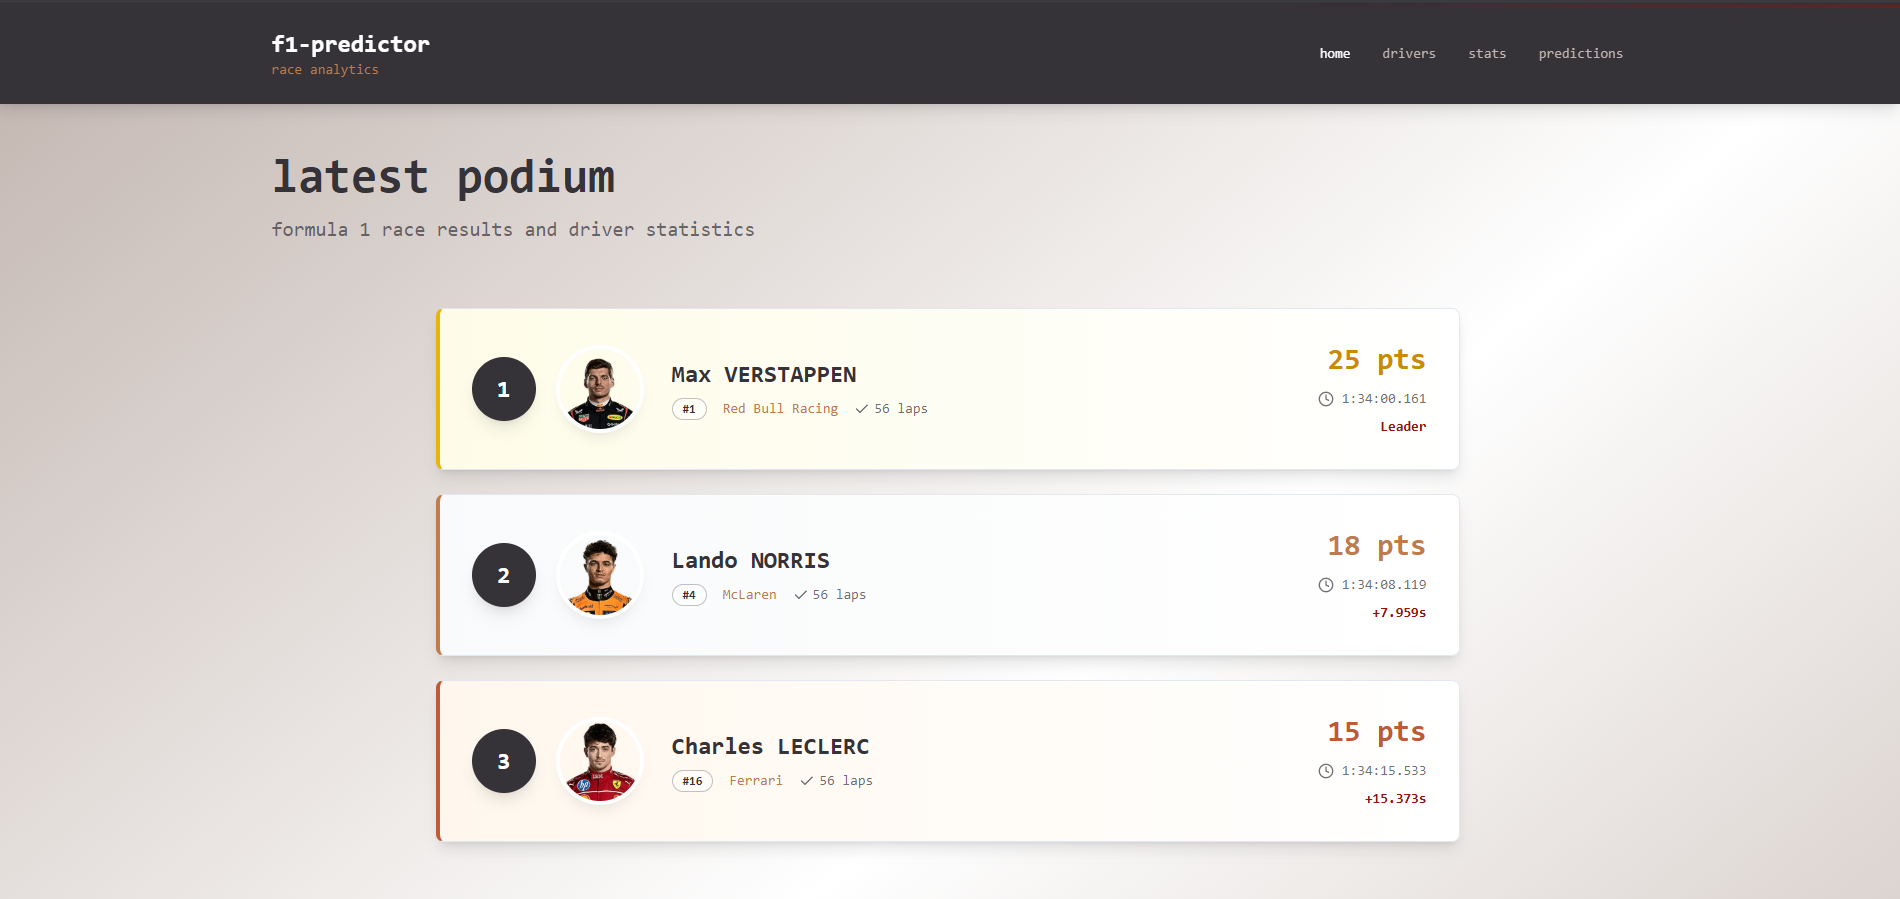 f1-predictor
race analytics
home drivers stats predictions
latest podium
formula 1 race results and driver statistics
1
Max VERSTAPPEN
#1 Red Bull Racing 56 laps
25 pts
1:34:00.161
Leader
2
Lando NORRIS
#4 McLaren 56 laps
18 pts
1:34:08.119
+7.959s
3
Charles LECLERC
#16 Ferrari 56 laps
15 pts
1:34:15.533
+15.373s